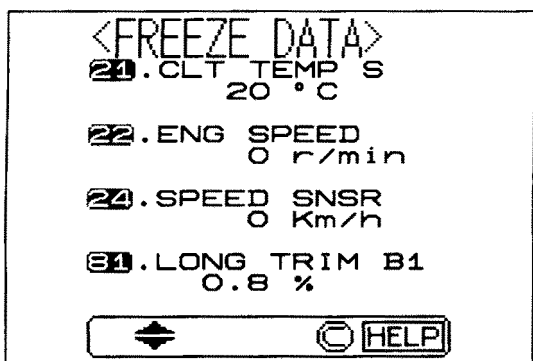 <FREEZE DATA>
21.CLT TEMP S
20 °C
22.ENG SPEED
0 r/min
24.SPEED SNSR
0 Km/h
81.LONG TRIM B1
0.8 %
C HELP